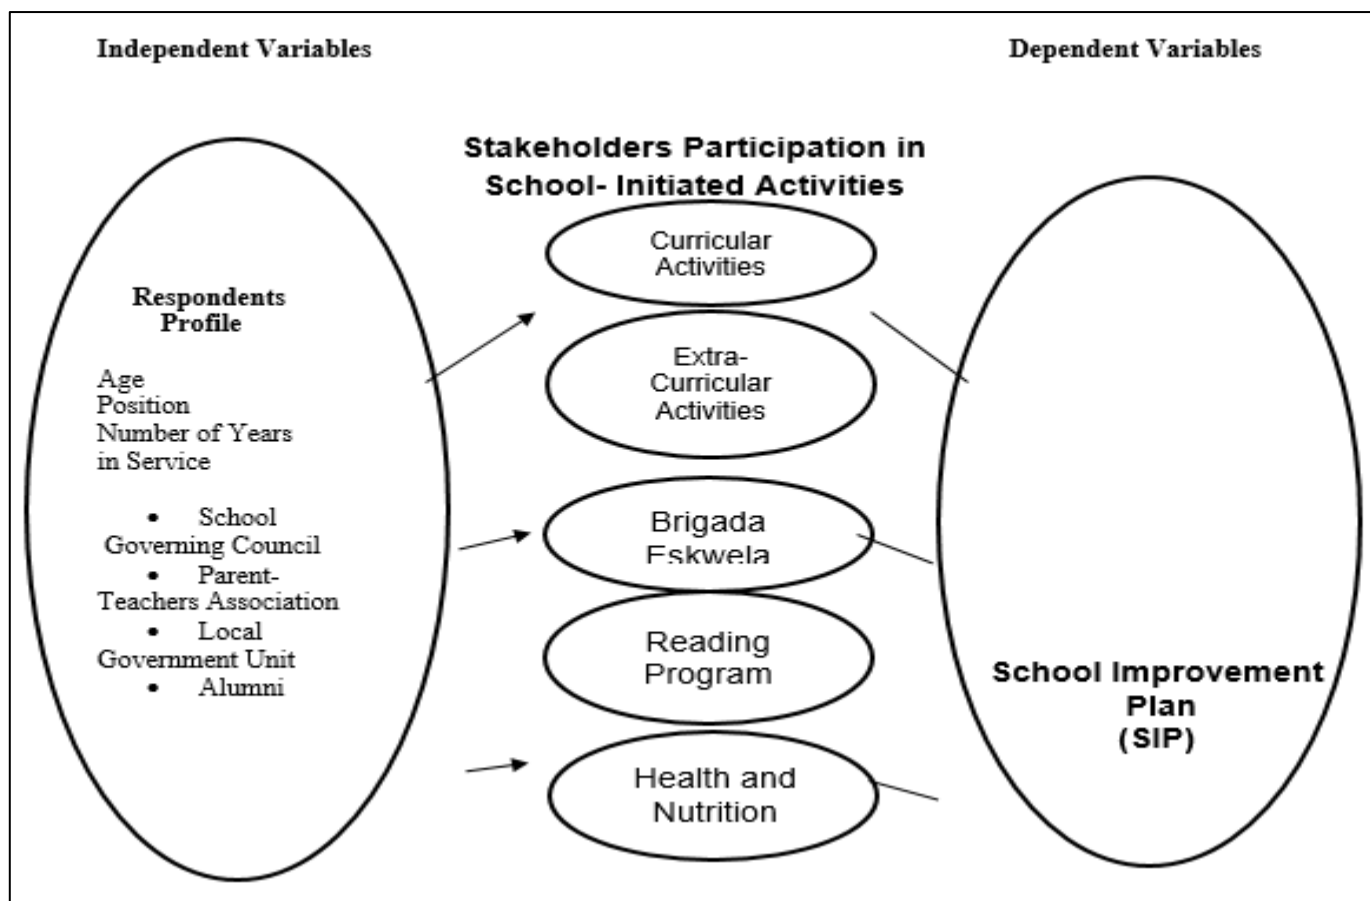 Independent Variables
Dependent Variables
Stakeholders Participation in
School- Initiated Activities
Respondents
Profile
Age
Position
Number of Years
in Service
• School
Governing Council
• Parent-
Teachers Association
• Local
Government Unit
• Alumni
Curricular
Activities
Extra-
Curricular
Activities
Brigada
Eskwela
Reading
Program
Health and
Nutrition
School Improvement
Plan
(SIP)